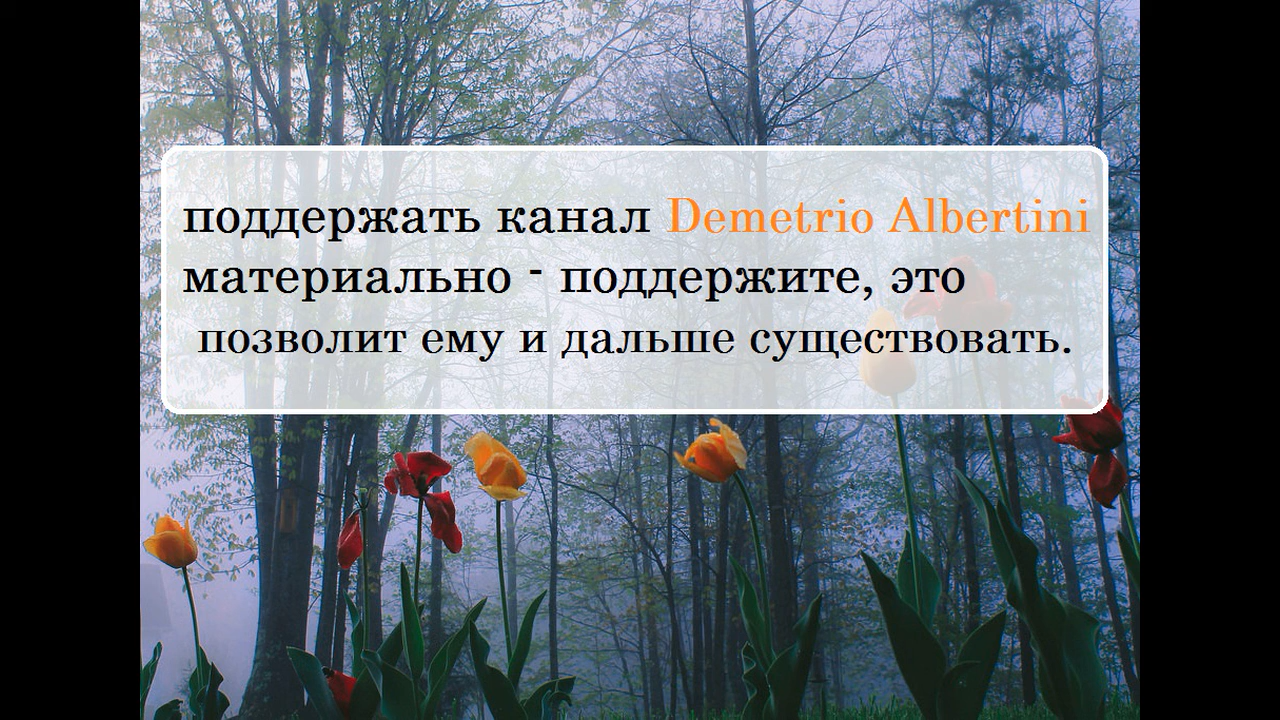 поддержать канал Demetrio Albertini
материально - поддержите, это
позволит ему и дальше существовать.